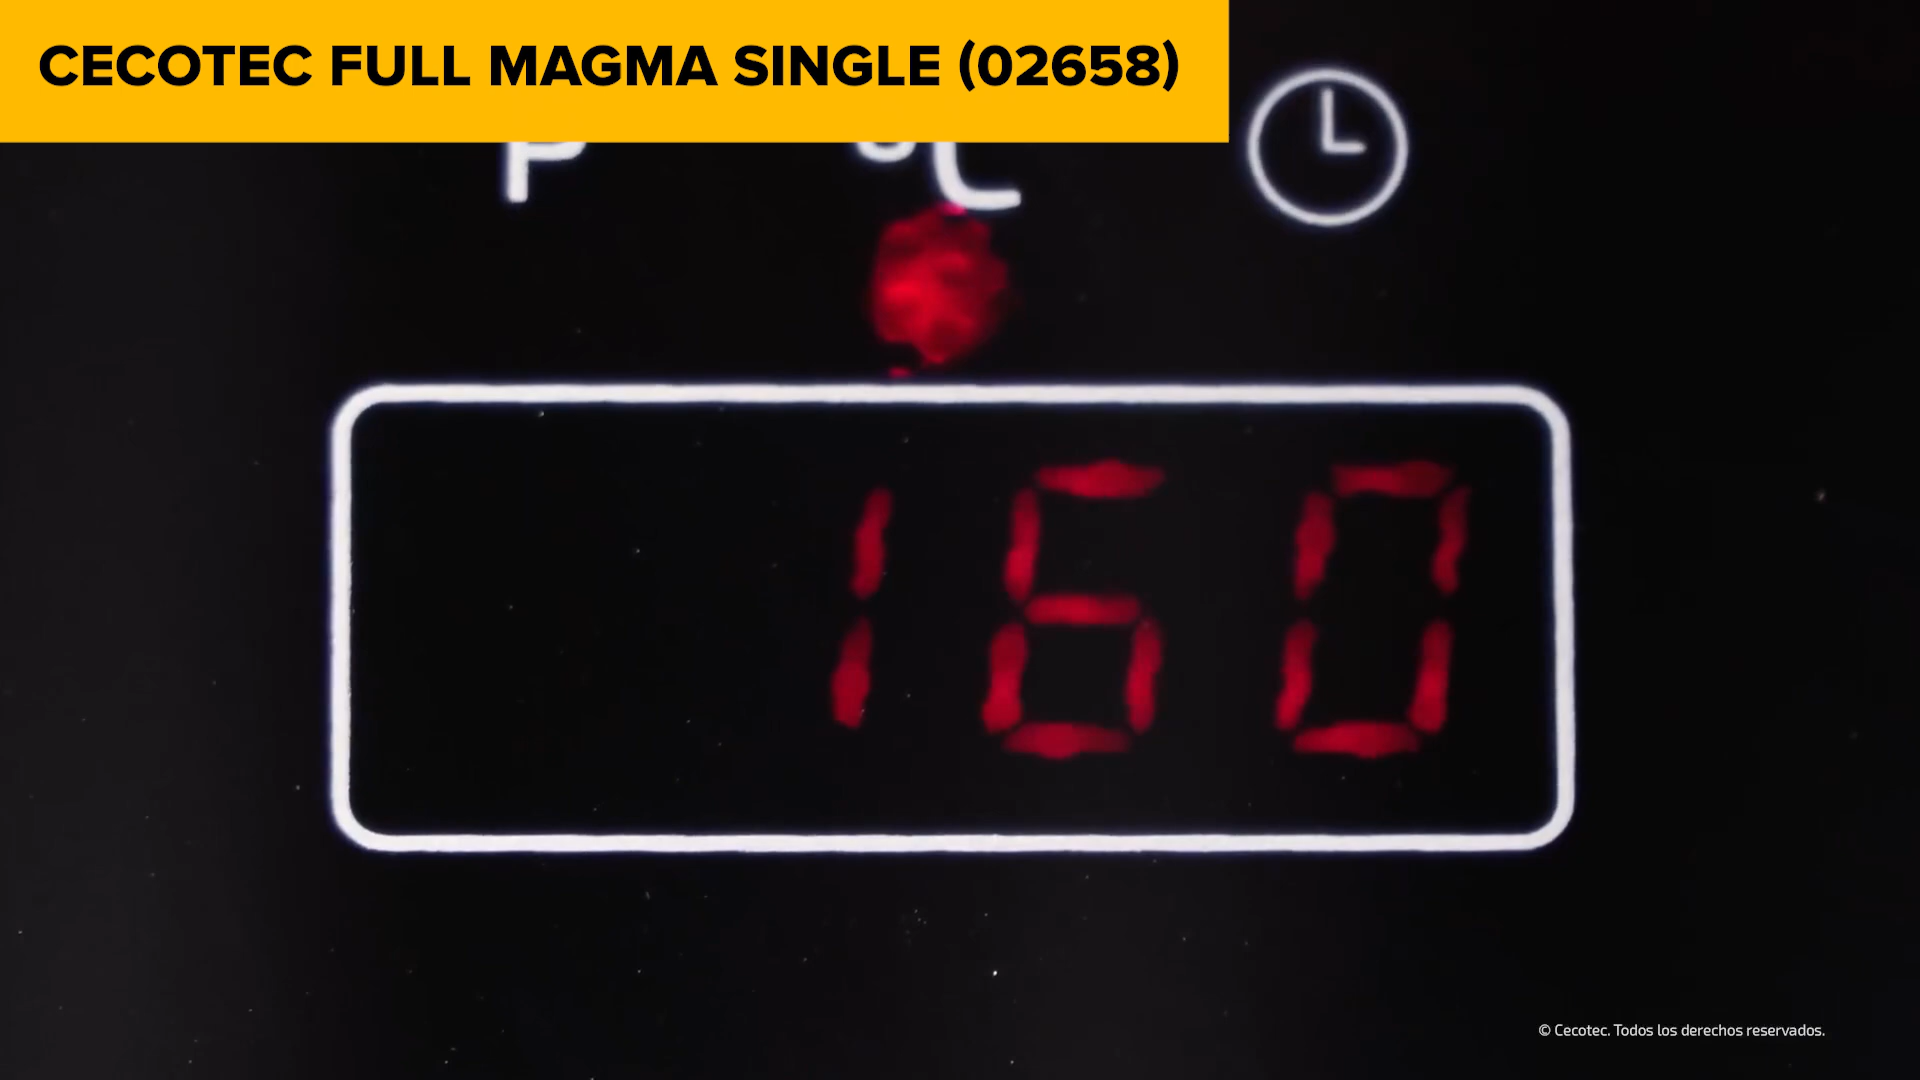 CECOTEC FULL MAGMA SINGLE (02658)
P °C
160
© Cecotec. Todos los derechos reservados.